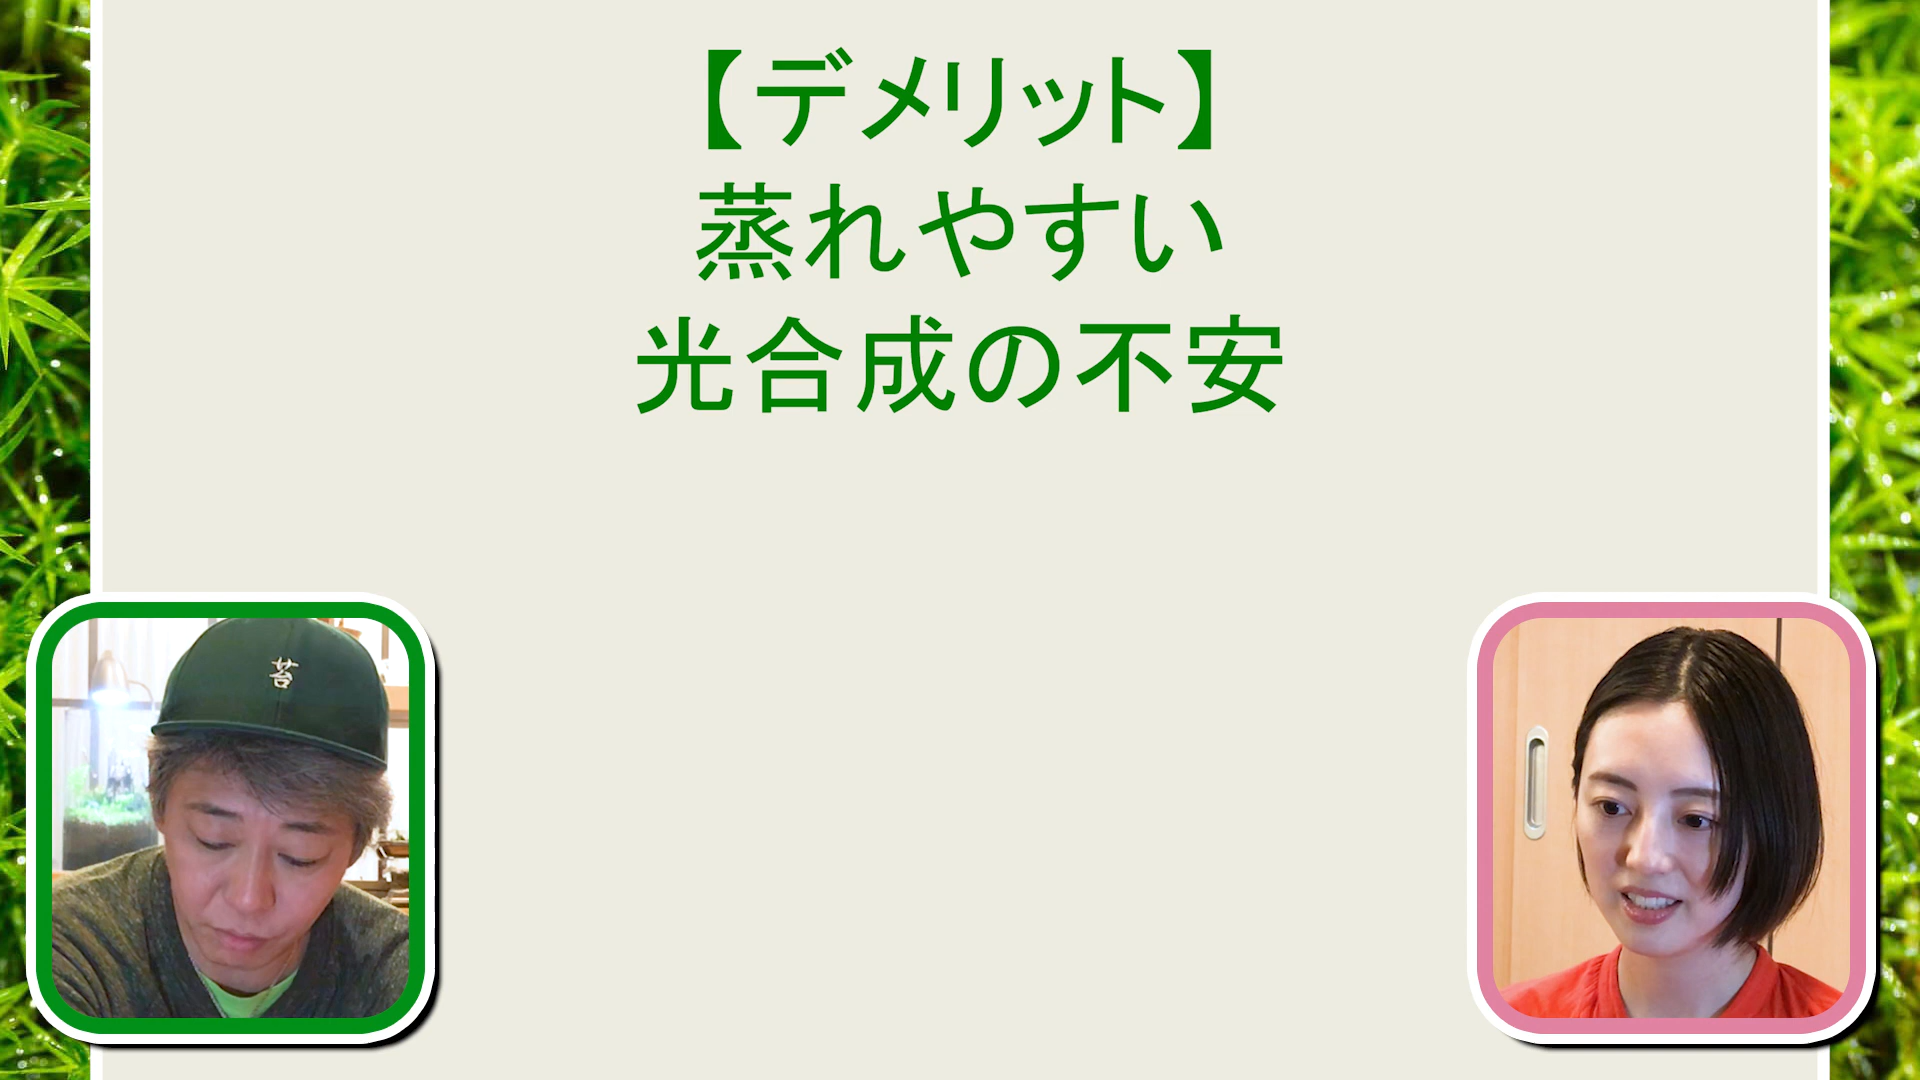 【デメリット】
蒸れやすい
光合成の不安
苔